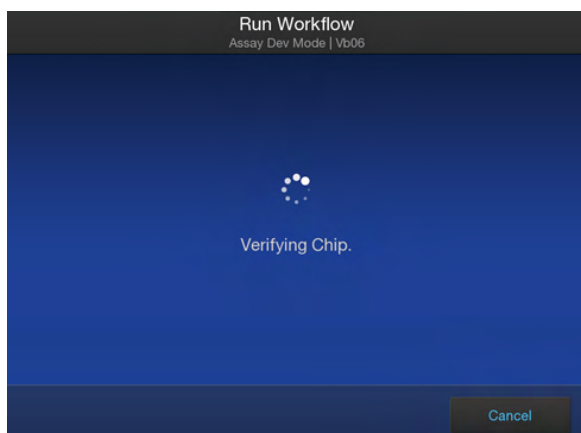 Run Workflow
Assay Dev Mode | Vb06
Verifying Chip.
Cancel